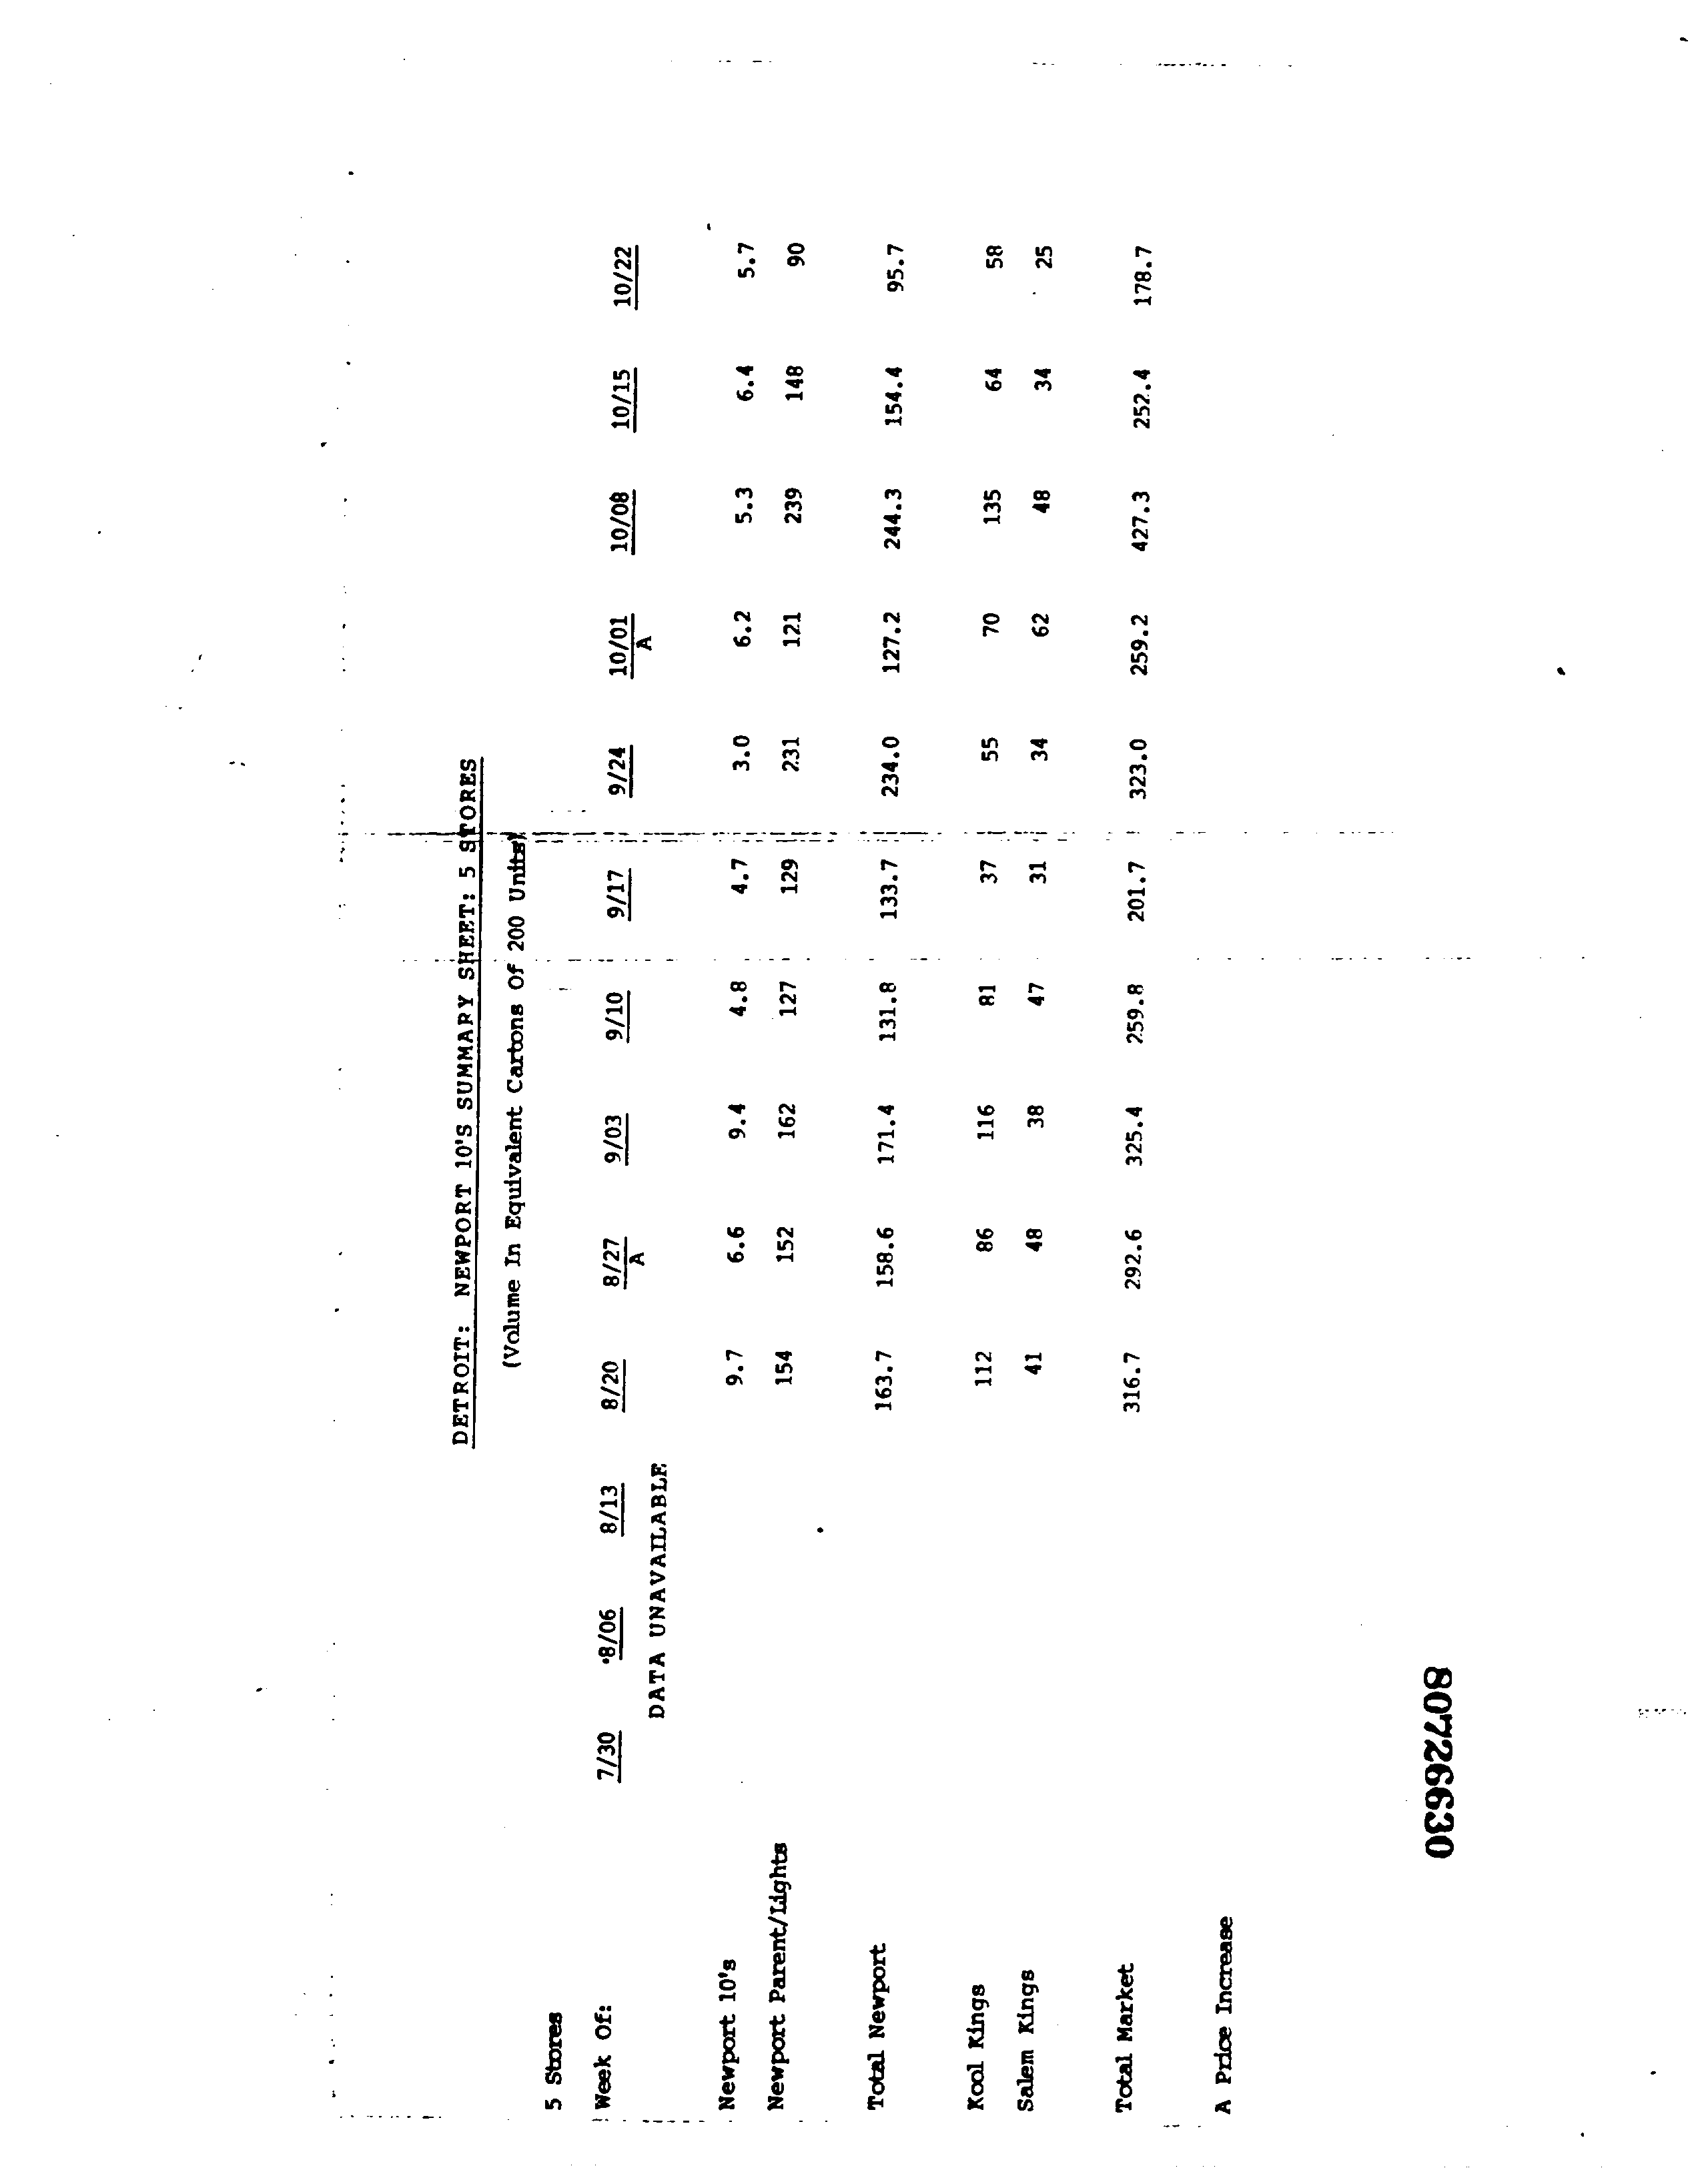 DETROIT: NEWPORT 10'S SUMMARY SHEET: 5 STORES
(Volume In Equivalent Cartons Of 200 Units)
5 Stores
Week Of: 7/30 8/06 8/13 8/20 8/27 9/03 9/10 9/17 9/24 10/01 10/08 10/15 10/22
A A
DATA UNAVAILABLE
Newport 10's 9.7 6.6 9.4 4.8 4.7 3.0 6.2 5.3 6.4 5.7
Newport Parent/Lights 154 152 162 127 129 231 121 239 148 90
Total Newport 163.7 158.6 171.4 131.8 133.7 234.0 127.2 244.3 154.4 95.7
Kool Kings 112 86 116 81 37 55 70 135 64 58
Salem Kings 41 48 38 47 31 34 62 48 34 25
Total Market 316.7 292.6 325.4 259.8 201.7 323.0 259.2 427.3 252.4 178.7
A Price Increase
80726630